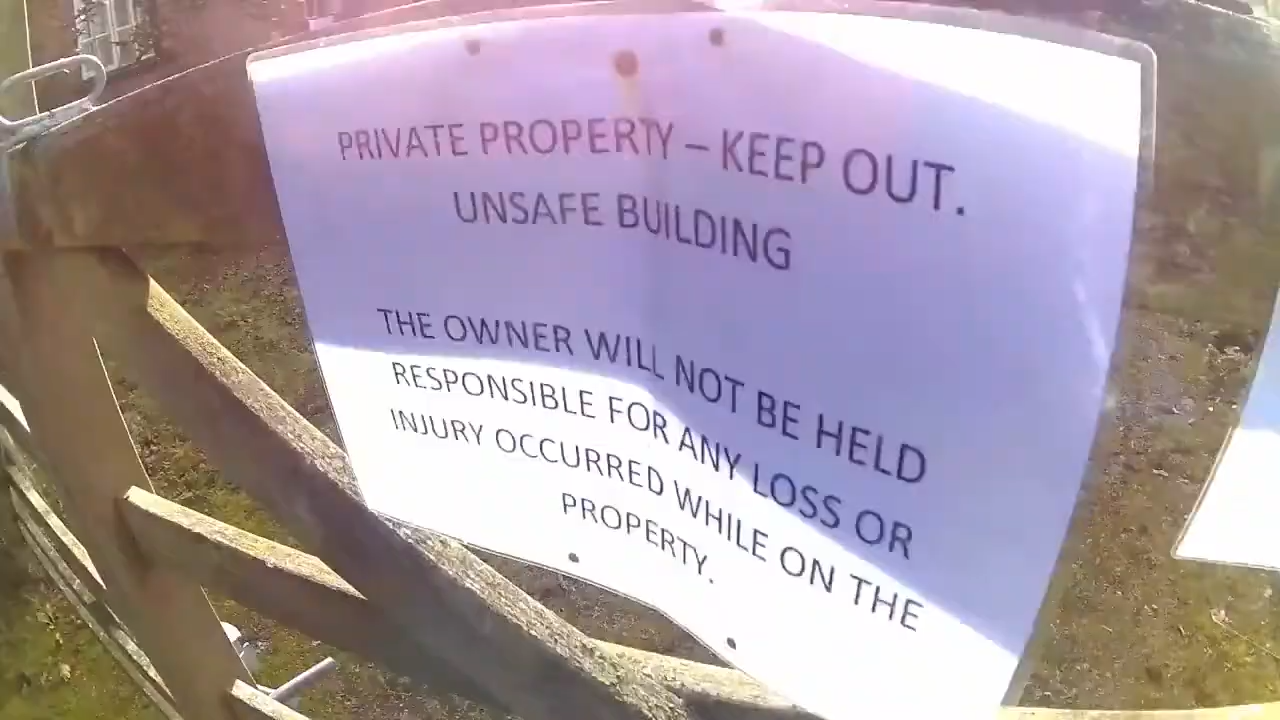 PRIVATE PROPERTY – KEEP OUT.
UNSAFE BUILDING
THE OWNER WILL NOT BE HELD
RESPONSIBLE FOR ANY LOSS OR
INJURY OCCURRED WHILE ON THE
PROPERTY.